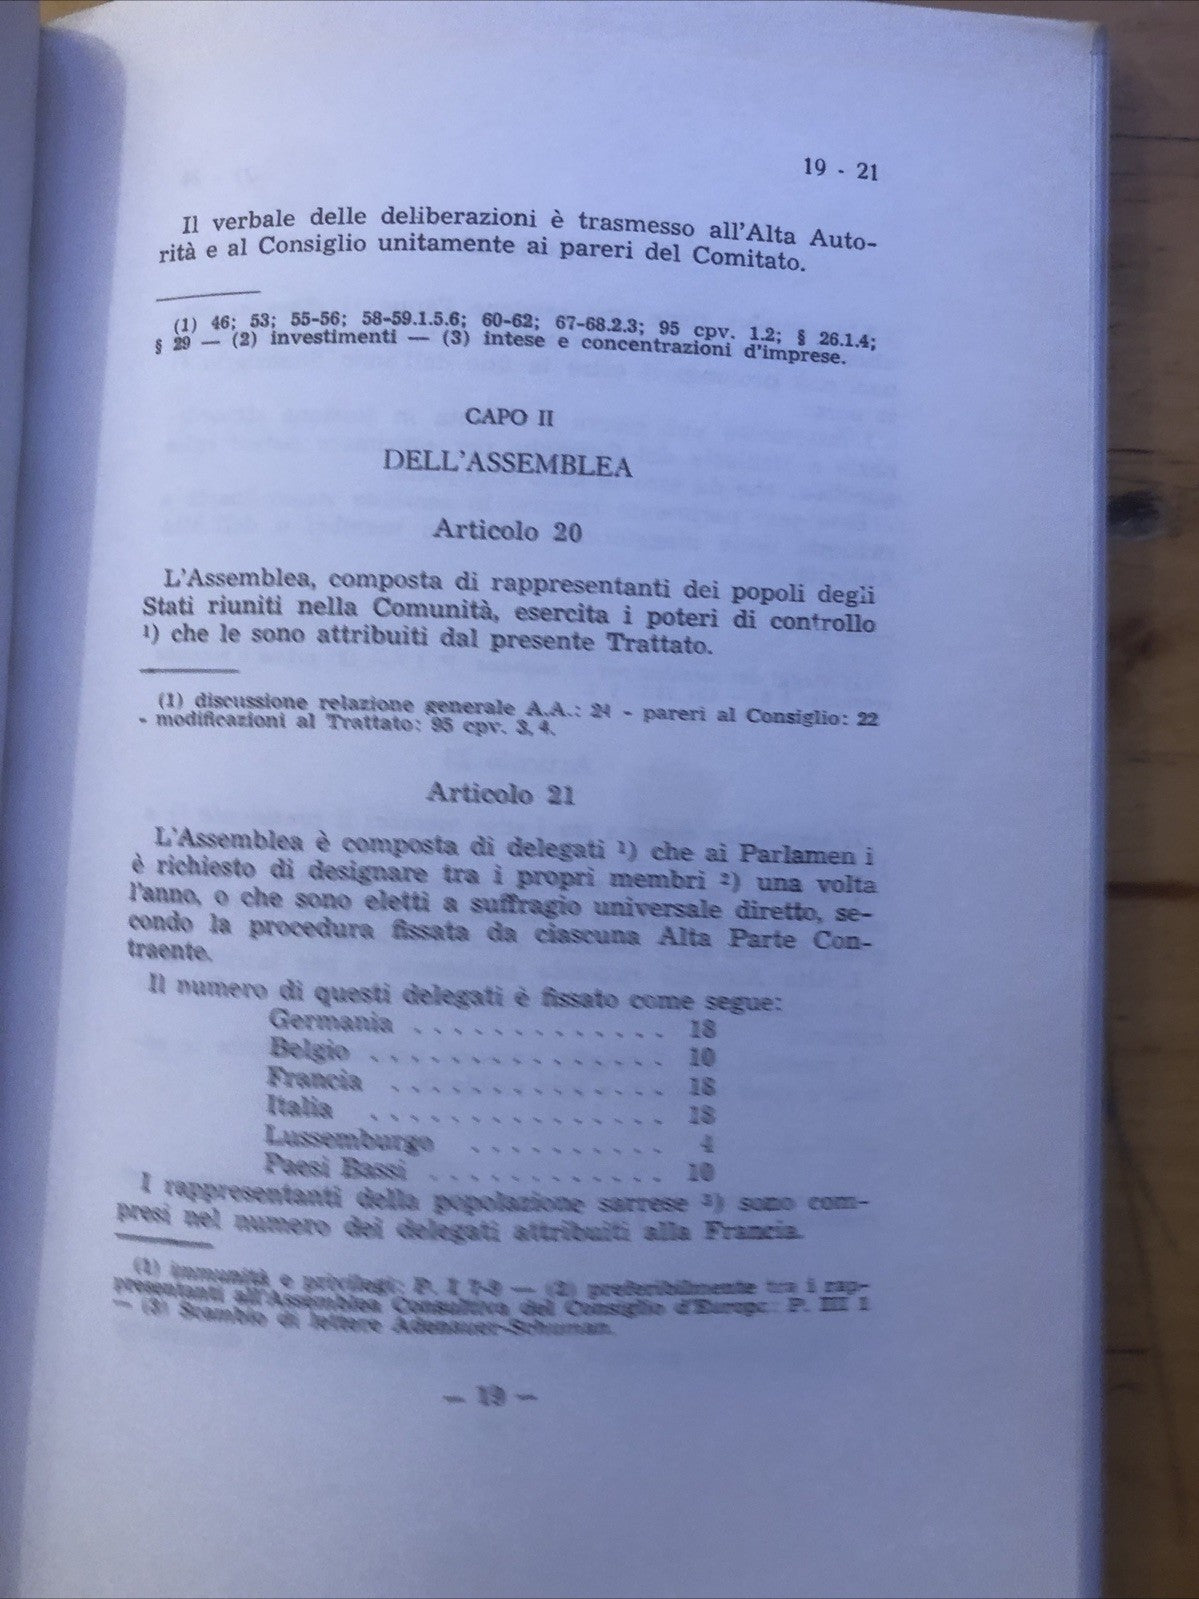 19 - 21
Il verbale delle deliberazioni è trasmesso all'Alta Auto-
rità e al Consiglio unitamente ai pareri del Comitato.
(1) 46; 53; 55-56; 58-59.1.5.6; 60-62; 67-68.2.3; 95 cpv. 1.2; § 26.1.4;
§ 29 — (2) investimenti — (3) intese e concentrazioni d'imprese.
CAPO II
DELL'ASSEMBLEA
Articolo 20
L'Assemblea, composta di rappresentanti dei popoli degli
Stati riuniti nella Comunità, esercita i poteri di controllo
1) che le sono attribuiti dal presente Trattato.
(1) discussione relazione generale A.A.: 24 - pareri al Consiglio: 22
- modificazioni al Trattato: 95 cpv. 3, 4.
Articolo 21
L'Assemblea è composta di delegati 1) che ai Parlamen i
è richiesto di designare tra i propri membri 2) una volta
l'anno, o che sono eletti a suffragio universale diretto, se-
condo la procedura fissata da ciascuna Alta Parte Con-
traente.
Il numero di questi delegati è fissato come segue:
Germania . . . . . . . . . . . . . 18
Belgio . . . . . . . . . . . . . . . 10
Francia . . . . . . . . . . . . . . 18
Italia . . . . . . . . . . . . . . . 18
Lussemburgo . . . . . . . . . . 4
Paesi Bassi . . . . . . . . . . . . 10
I rappresentanti della popolazione sarrese 3) sono com-
presi nel numero dei delegati attribuiti alla Francia.
(1) immunità e privilegi: P. I 7-9 — (2) preferibilmente tra i rap-
presentanti all'Assemblea Consultiva del Consiglio d'Europa: P. III 1
— (3) Scambio di lettere Adenauer-Schuman.
— 19 —